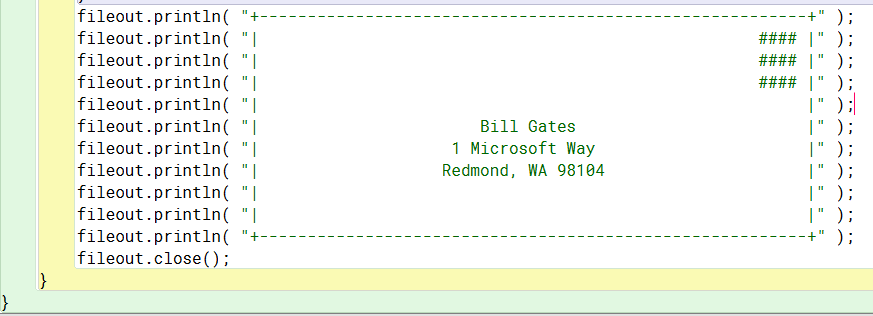 fileout.println( "+---------------------------------------------------------+" );
fileout.println( "|                                                    #### |" );
fileout.println( "|                                                    #### |" );
fileout.println( "|                                                    #### |" );
fileout.println( "|                                                         |" );
fileout.println( "|                       Bill Gates                        |" );
fileout.println( "|                    1 Microsoft Way                      |" );
fileout.println( "|                   Redmond, WA 98104                     |" );
fileout.println( "|                                                         |" );
fileout.println( "|                                                         |" );
fileout.println( "+---------------------------------------------------------+" );
fileout.close();
}
}